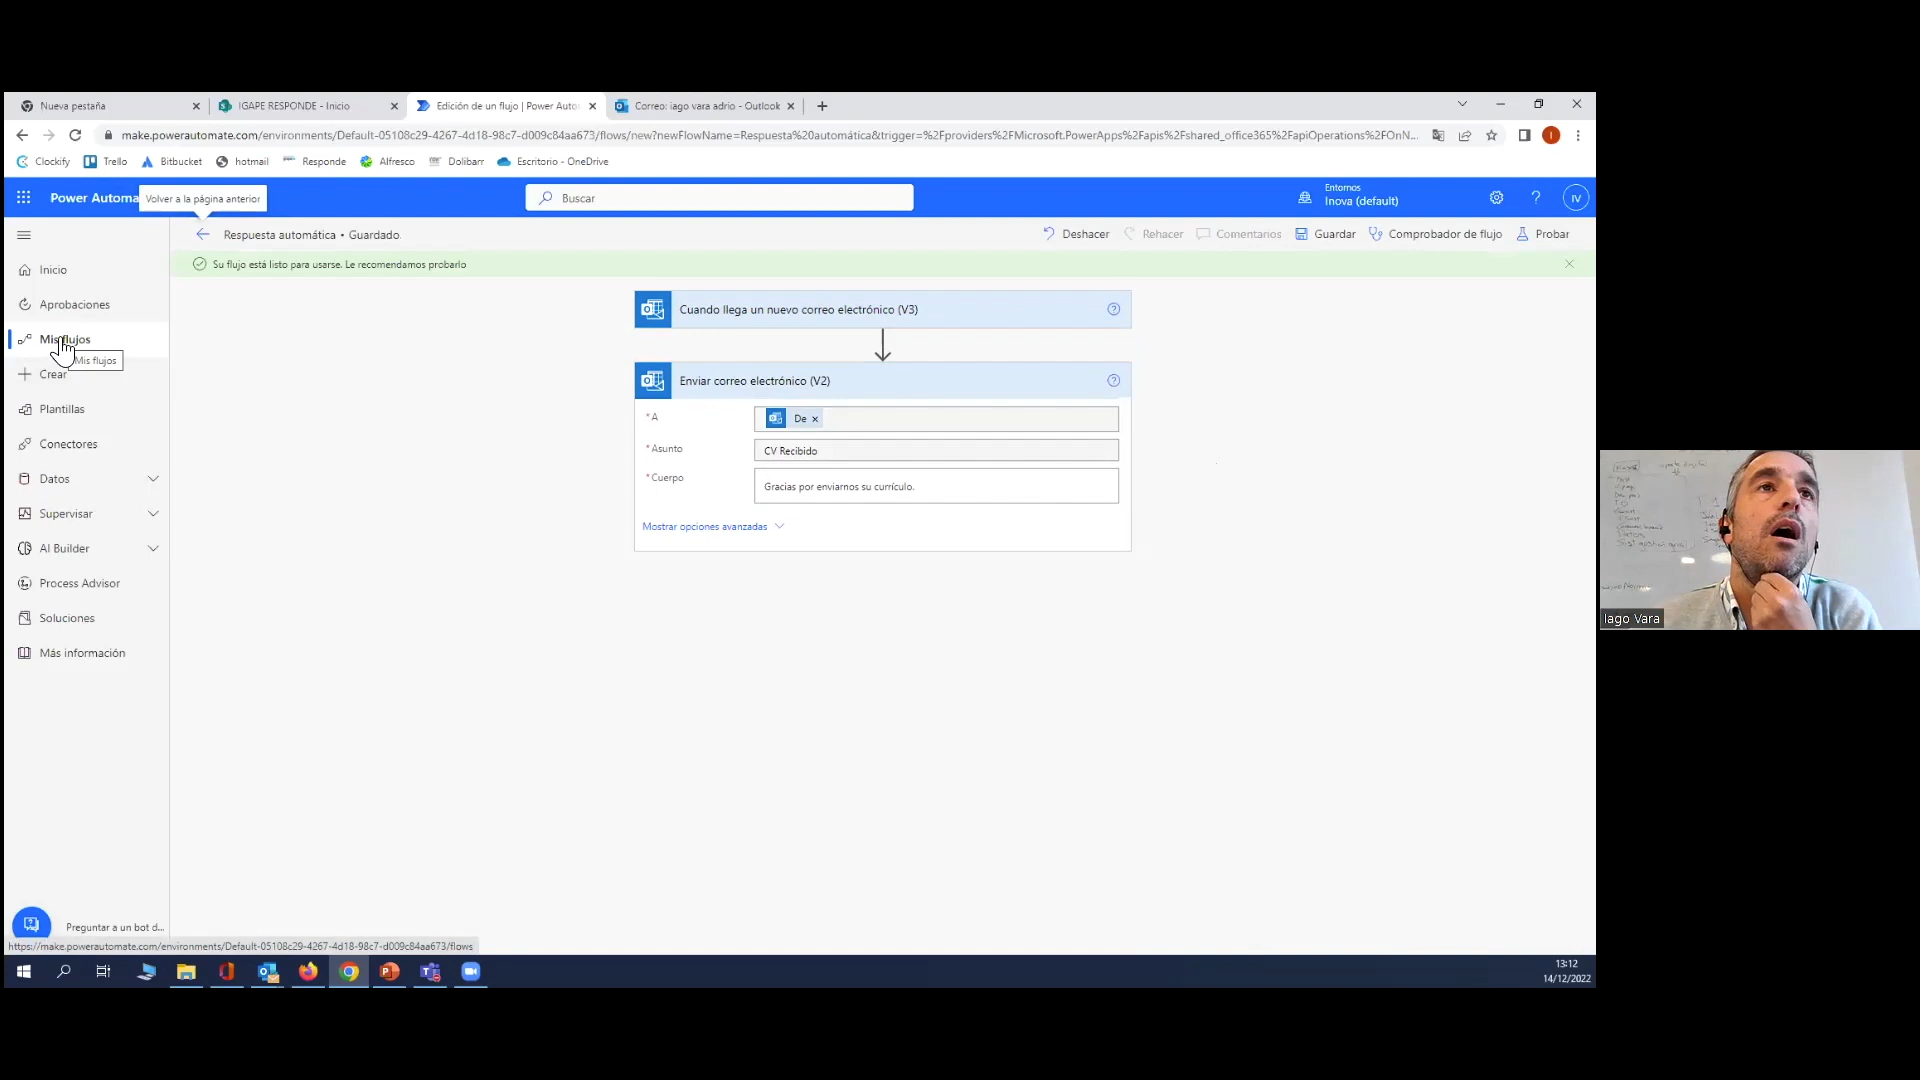 Nueva pestaña
IGAPE RESPONDE - Inicio
Edición de un flujo | Power Auto
Correo: iago vara adrio - Outlook
make.powerautomate.com/environments/Default-05108c29-4267-4d18-98c7-d009c84aa673/flows/new?newFlowName=Respuesta%20automática&trigger=%2Fproviders%2FMicrosoft.PowerApps%2Fapis%2Fshared_office365%2FapiOperations%2FOnN...
Clockify
Trello
Bitbucket
hotmail
Responde
Alfresco
Dolibarr
Escritorio - OneDrive
Power Automa
Volver a la página anterior
Buscar
Entornos
Inova (default)
IV
Respuesta automática • Guardado.
Deshacer
Rehacer
Comentarios
Guardar
Comprobador de flujo
Probar
Su flujo está listo para usarse. Le recomendamos probarlo
Inicio
Aprobaciones
Mis flujos
Mis flujos
Crear
Plantillas
Conectores
Datos
Supervisar
AI Builder
Process Advisor
Soluciones
Más información
Cuando llega un nuevo correo electrónico (V3)
Enviar correo electrónico (V2)
* A
De
* Asunto
CV Recibido
* Cuerpo
Gracias por enviarnos su currículo.
Mostrar opciones avanzadas
Preguntar a un bot d...
https://make.powerautomate.com/environments/Default-05108c29-4267-4d18-98c7-d009c84aa673/flows
13:12
14/12/2022
Iago Vara